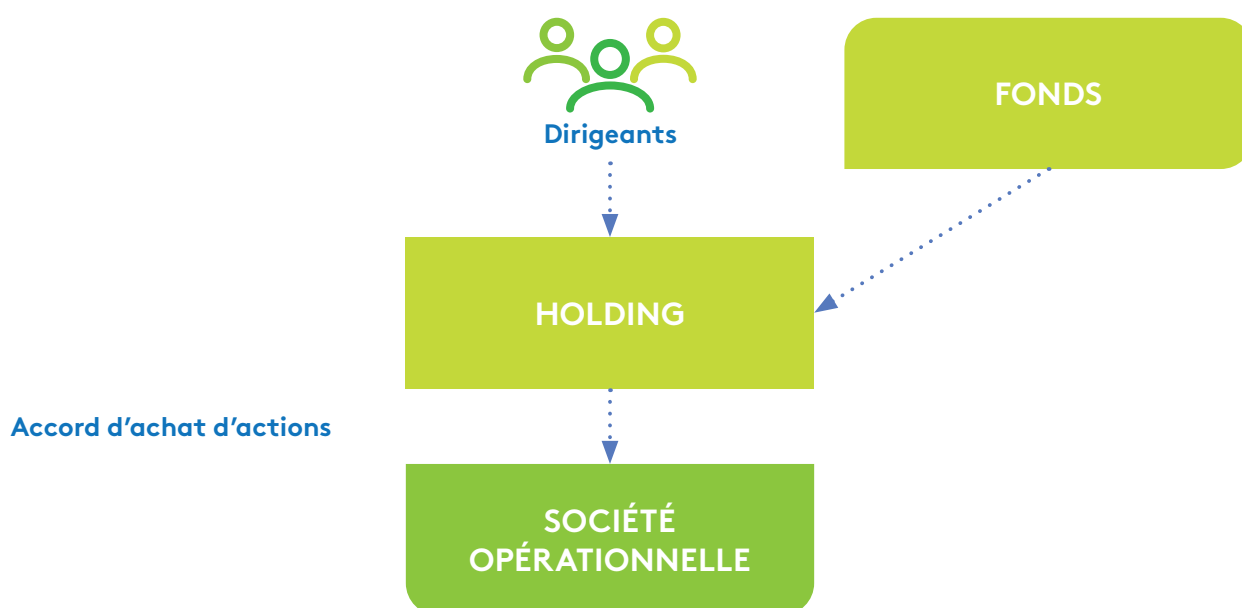 FONDS
Dirigeants
HOLDING
Accord d’achat d’actions
SOCIÉTÉ
OPÉRATIONNELLE